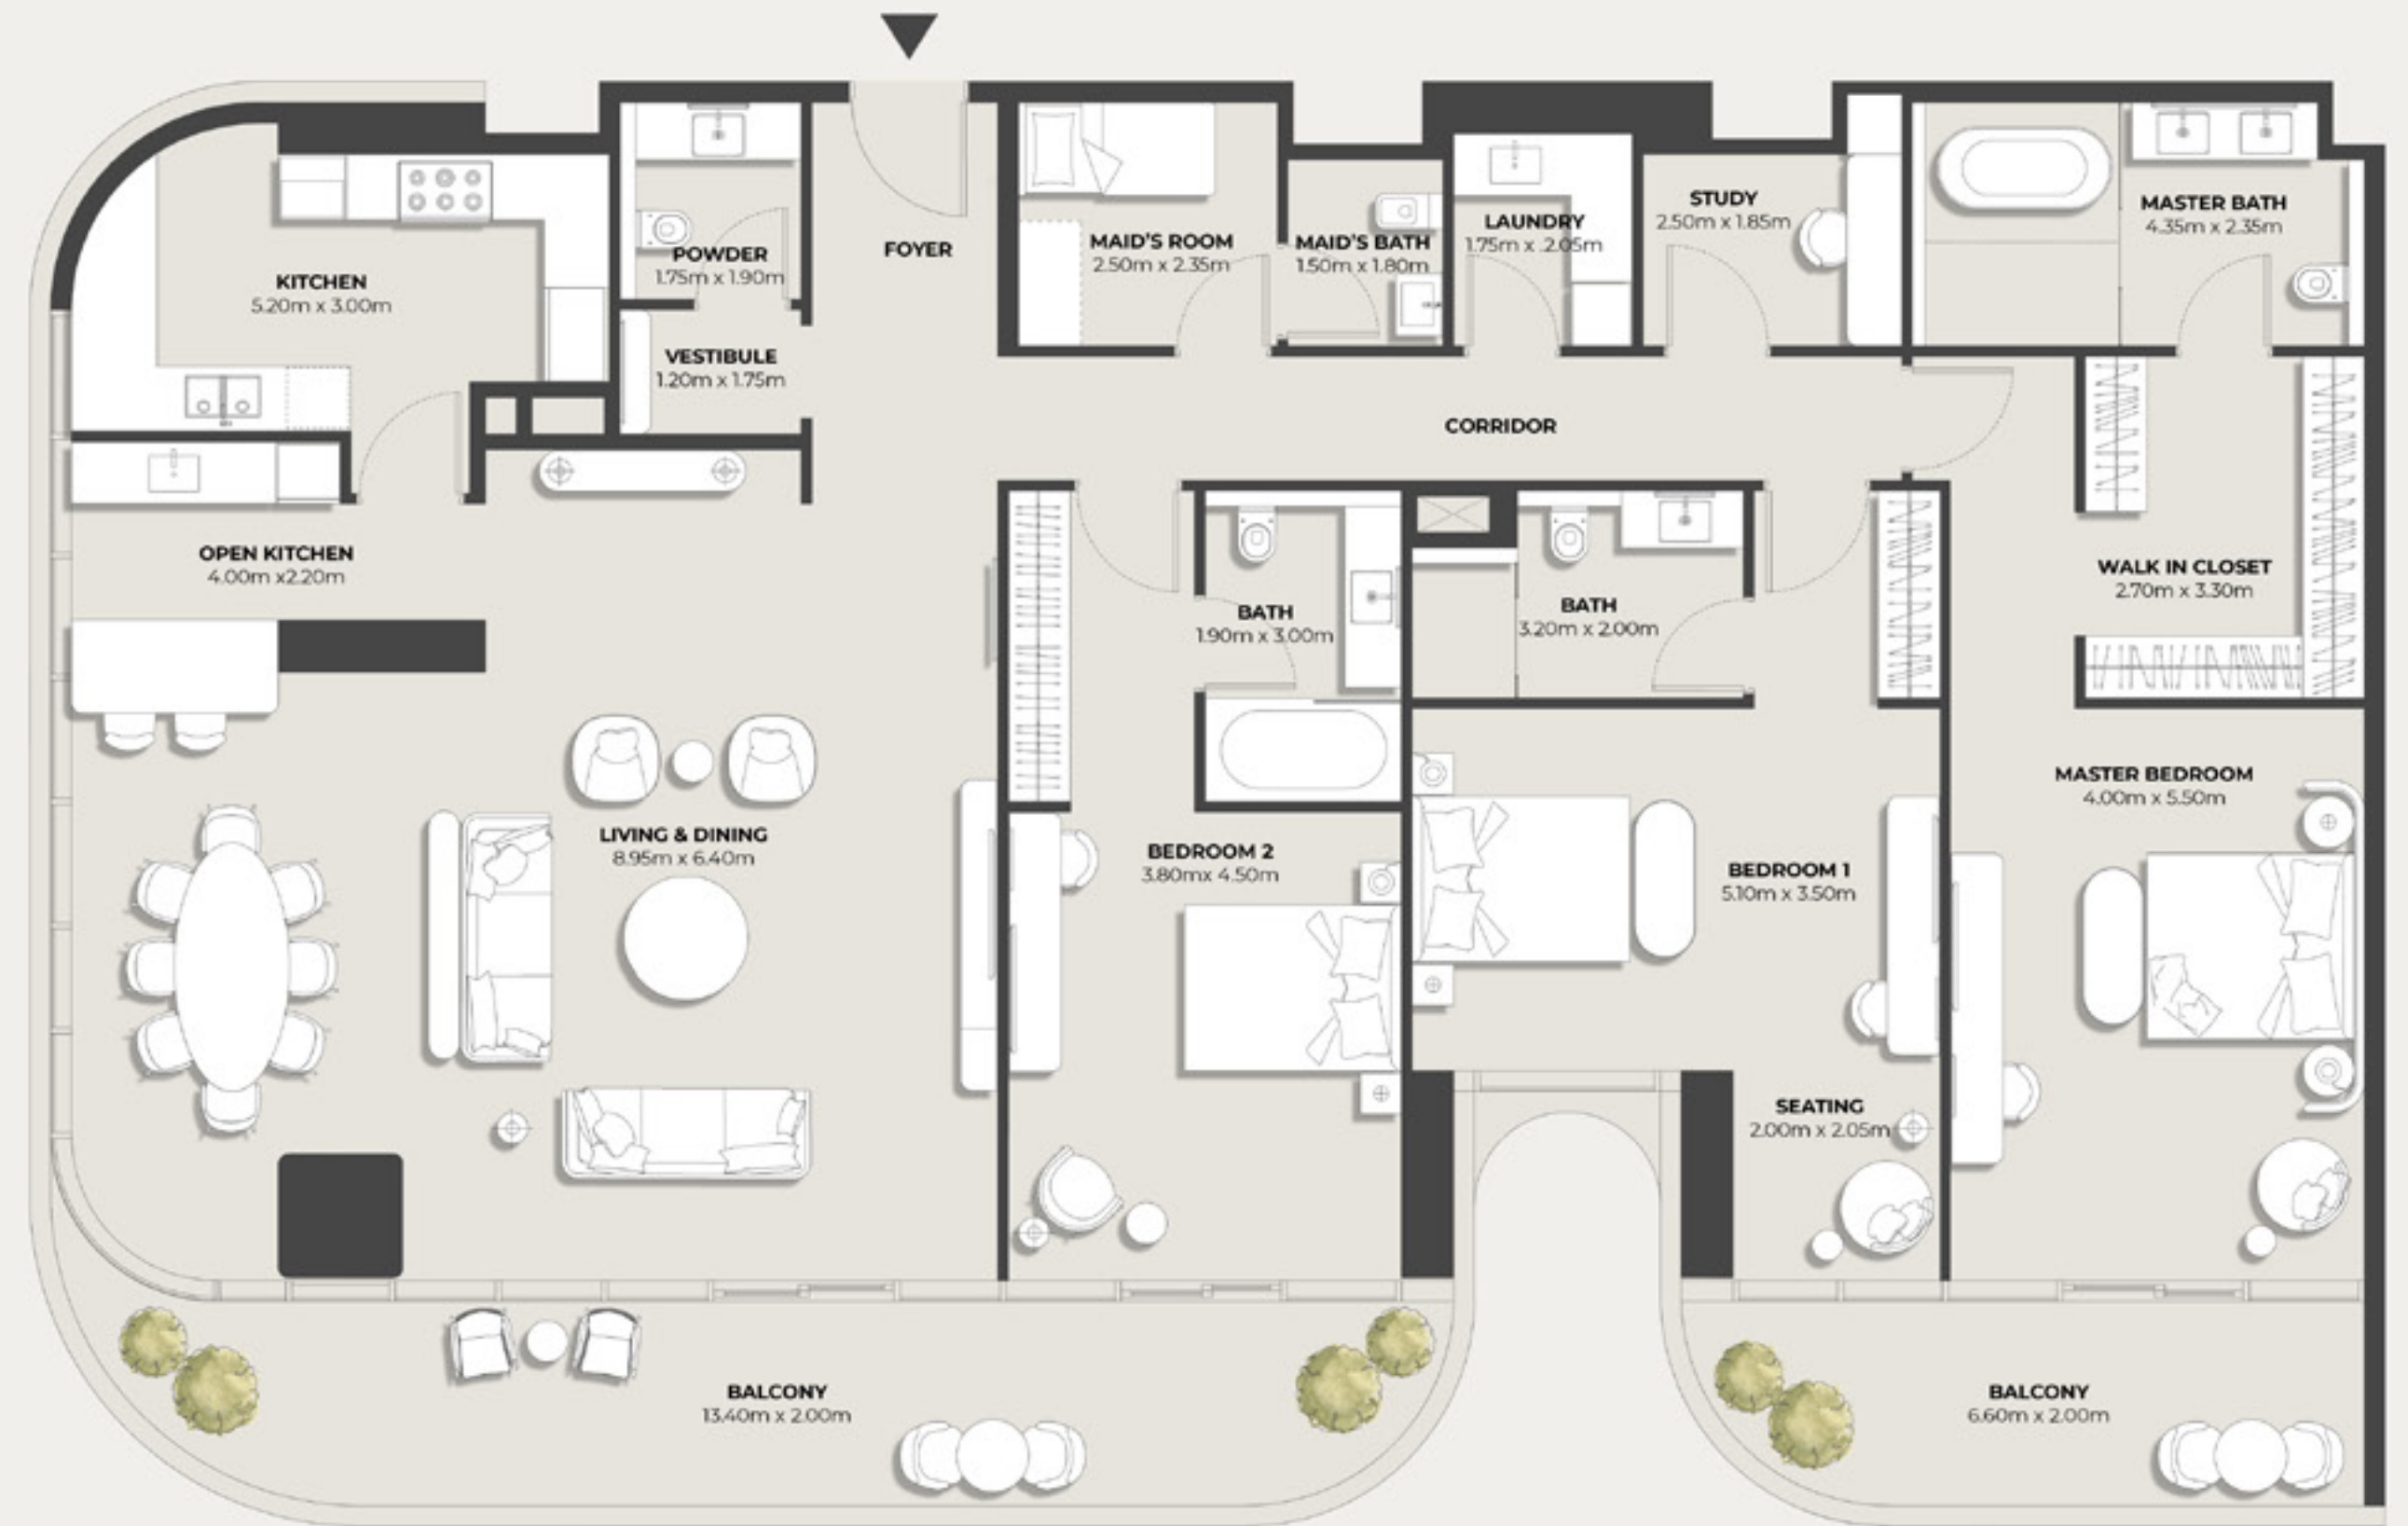 KITCHEN
5.20m x 3.00m
POWDER
1.75m x 1.90m
VESTIBULE
1.20m x 1.75m
FOYER
MAID'S ROOM
2.50m x 2.35m
MAID'S BATH
1.50m x 1.80m
LAUNDRY
1.75m x .2.05m
STUDY
2.50m x 1.85m
MASTER BATH
4.35m x 2.35m
CORRIDOR
OPEN KITCHEN
4.00m x2.20m
BATH
1.90m x 3.00m
BATH
3.20m x 2.00m
WALK IN CLOSET
2.70m x 3.30m
LIVING & DINING
8.95m x 6.40m
BEDROOM 2
3.80mx 4.50m
BEDROOM 1
5.10m x 3.50m
MASTER BEDROOM
4.00m x 5.50m
SEATING
2.00m x 2.05m
BALCONY
13.40m x 2.00m
BALCONY
6.60m x 2.00m